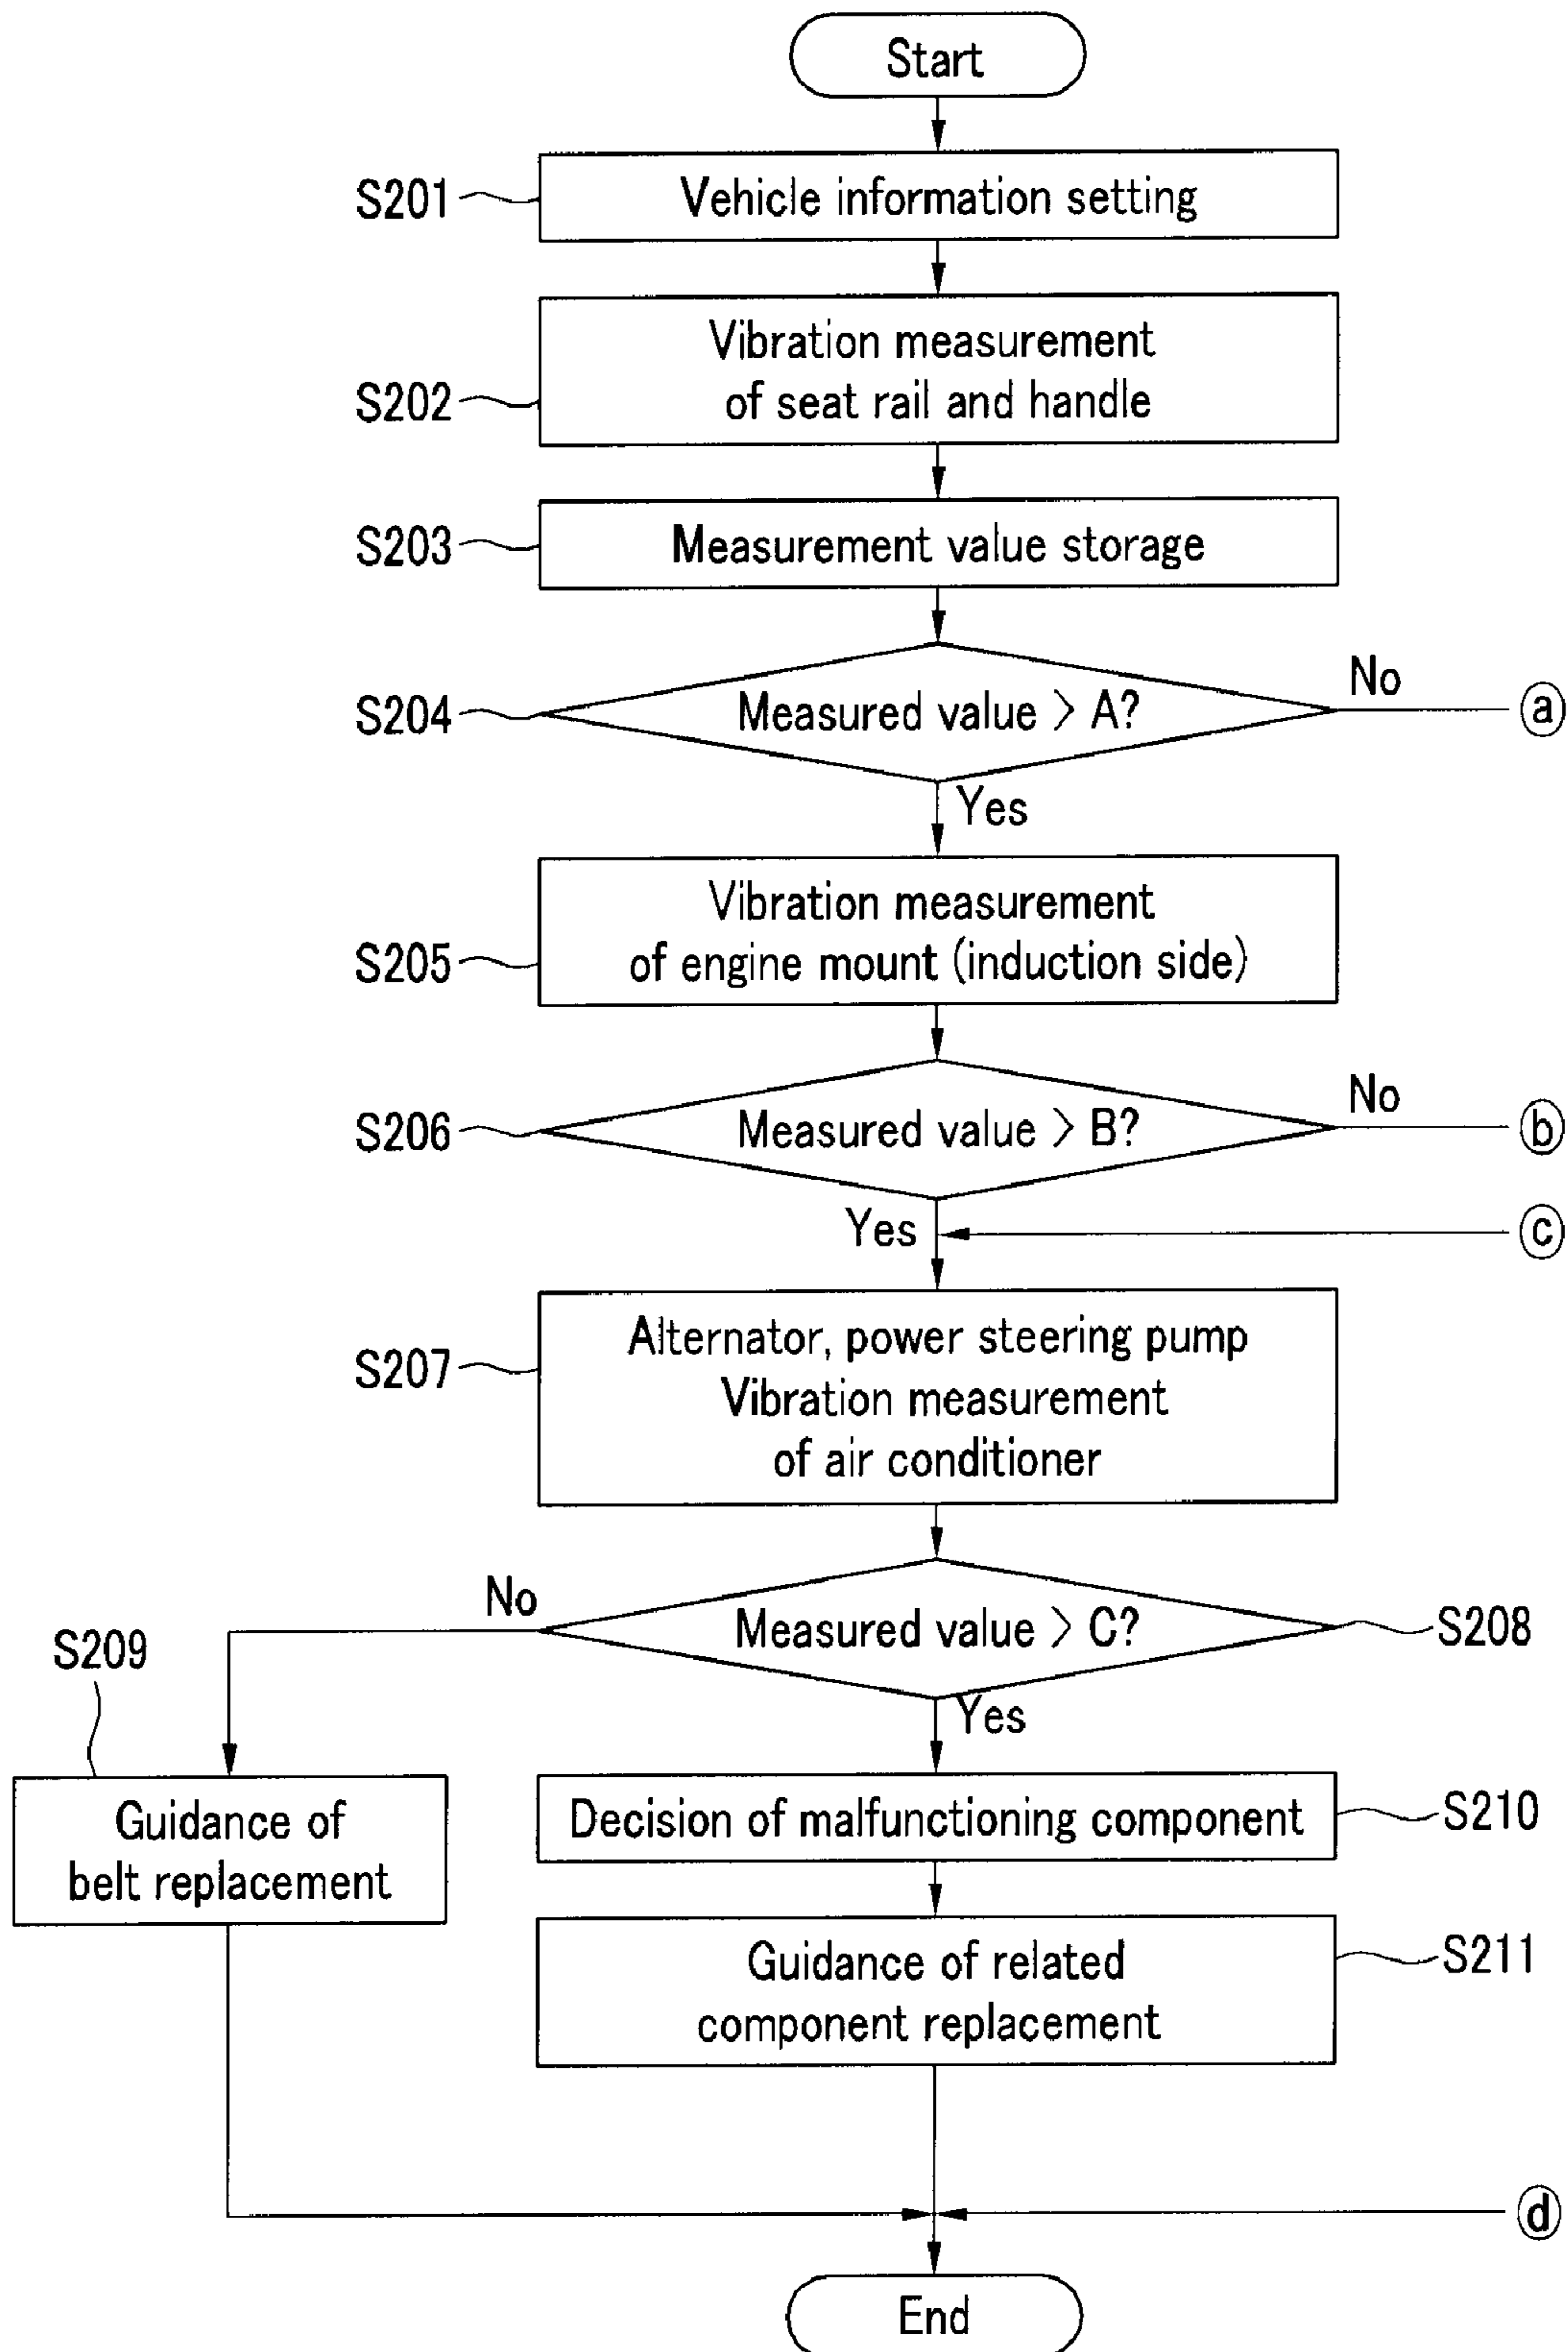 Start
S201
Vehicle information setting
S202
Vibration measurement
of seat rail and handle
S203
Measurement value storage
S204
Measured value > A?
No
ⓐ
Yes
S205
Vibration measurement
of engine mount (induction side)
S206
Measured value > B?
No
ⓑ
Yes
ⓒ
S207
Alternator, power steering pump
Vibration measurement
of air conditioner
No
Measured value > C?
S208
S209
Yes
Guidance of
belt replacement
Decision of malfunctioning component
S210
Guidance of related
component replacement
S211
ⓓ
End